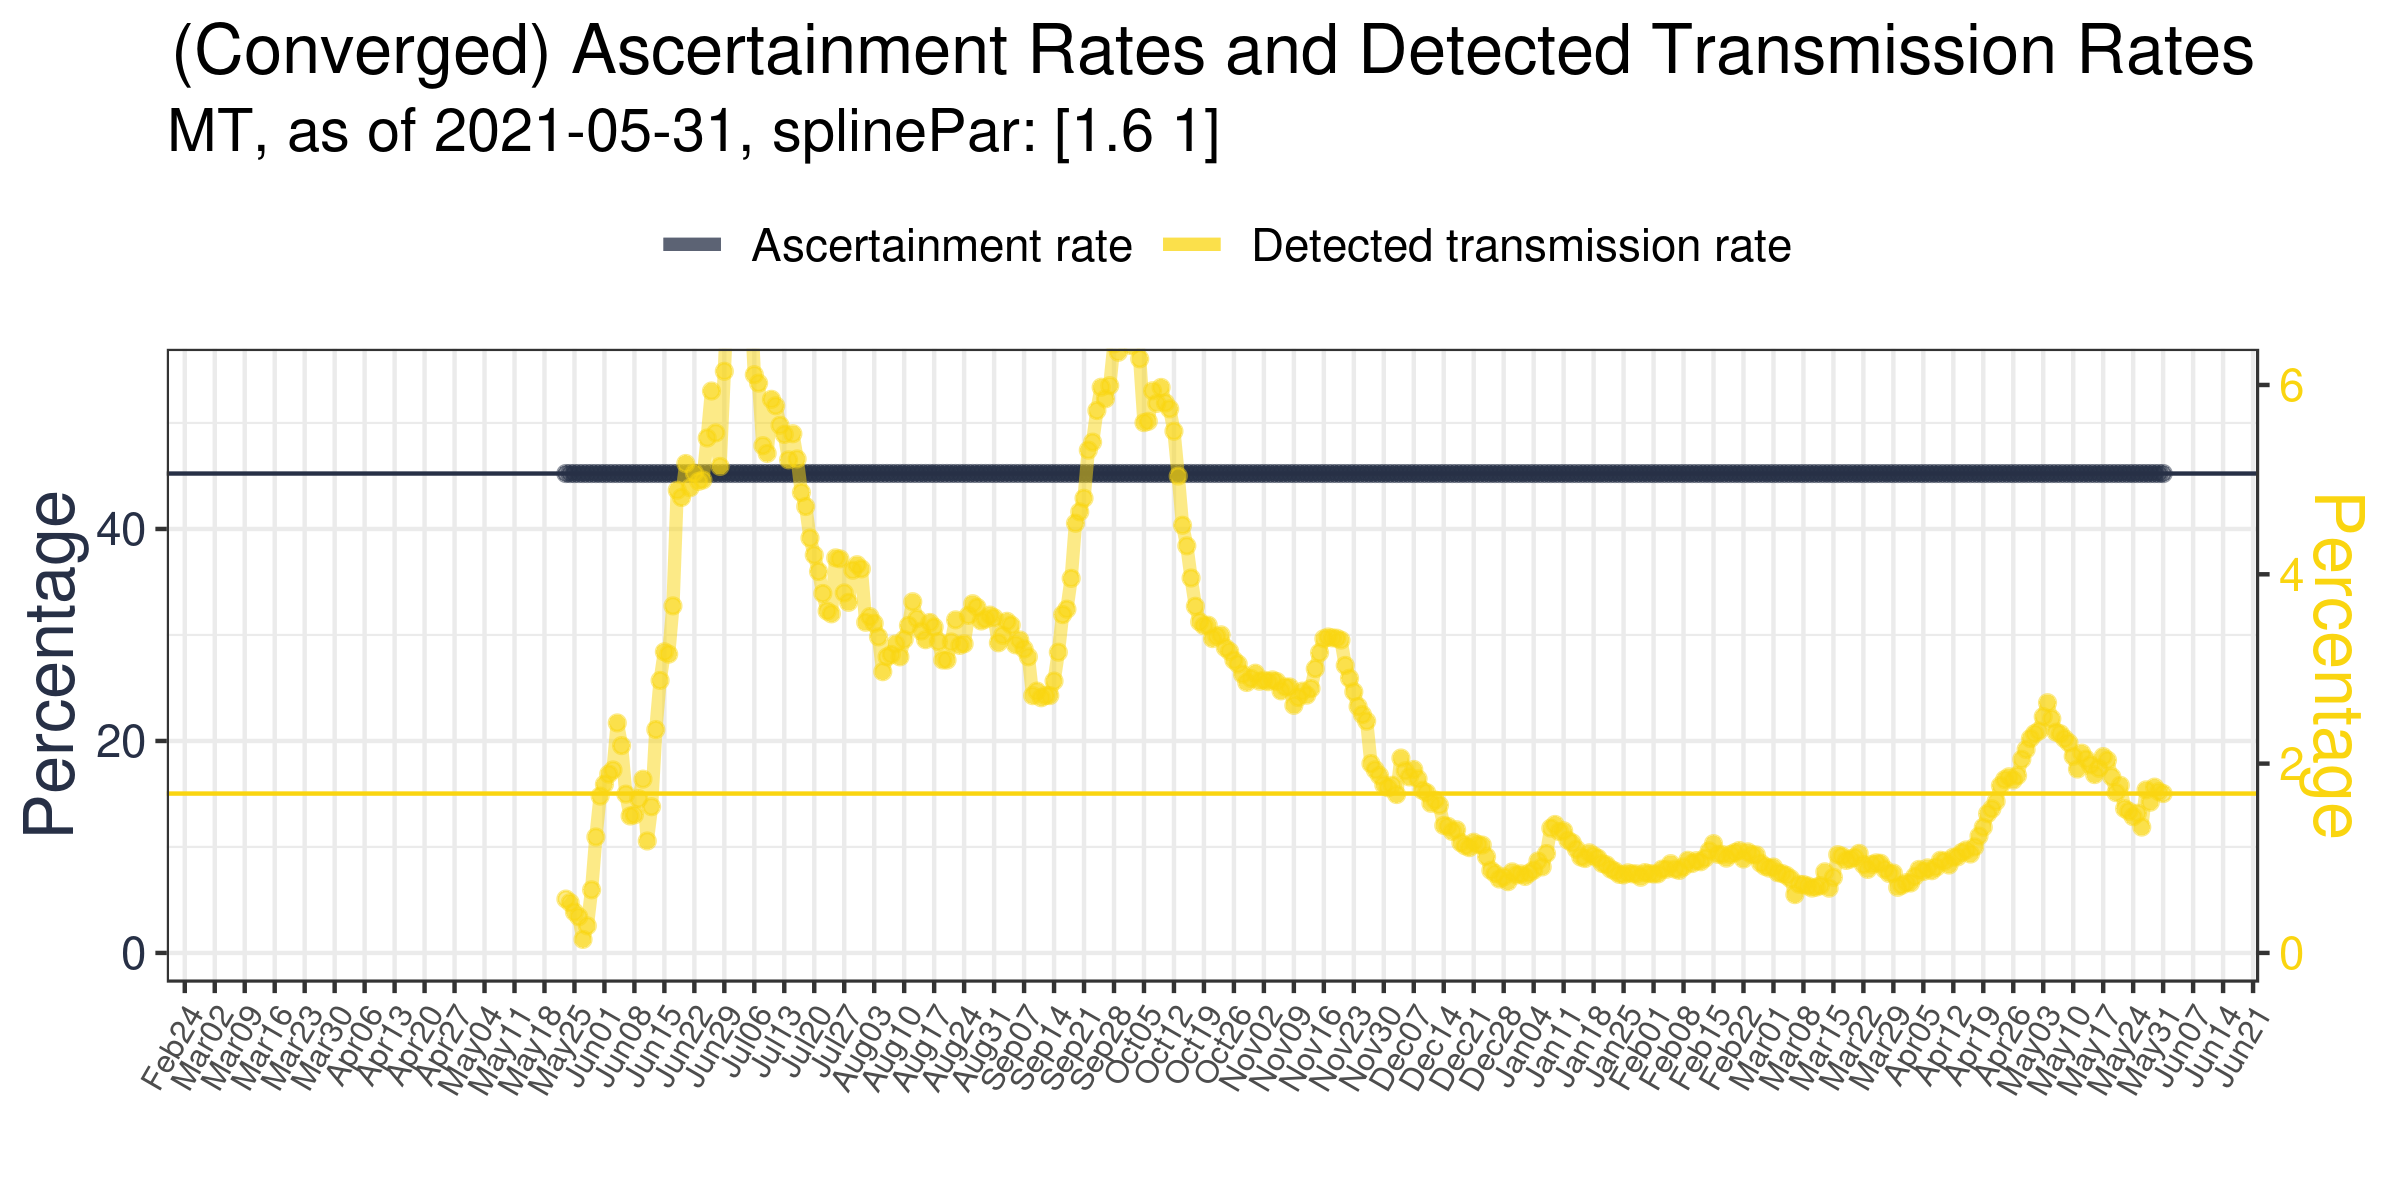 (Converged) Ascertainment Rates and Detected Transmission Rates
MT, as of 2021-05-31, splinePar: [1.6 1]
Ascertainment rate
Detected transmission rate
Percentage
40
20
0
6
4
2
0
Percentage
Feb24
Mar02
Mar09
Mar16
Mar23
Mar30
Apr06
Apr13
Apr20
Apr27
May04
May11
May18
May25
Jun01
Jun08
Jun15
Jun22
Jun29
Jul06
Jul13
Jul20
Jul27
Aug03
Aug10
Aug17
Aug24
Aug31
Sep07
Sep14
Sep21
Sep28
Oct05
Oct12
Oct19
Oct26
Nov02
Nov09
Nov16
Nov23
Nov30
Dec07
Dec14
Dec21
Dec28
Jan04
Jan11
Jan18
Jan25
Feb01
Feb08
Feb15
Feb22
Mar01
Mar08
Mar15
Mar22
Mar29
Apr05
Apr12
Apr19
Apr26
May03
May10
May17
May24
May31
Jun07
Jun14
Jun21